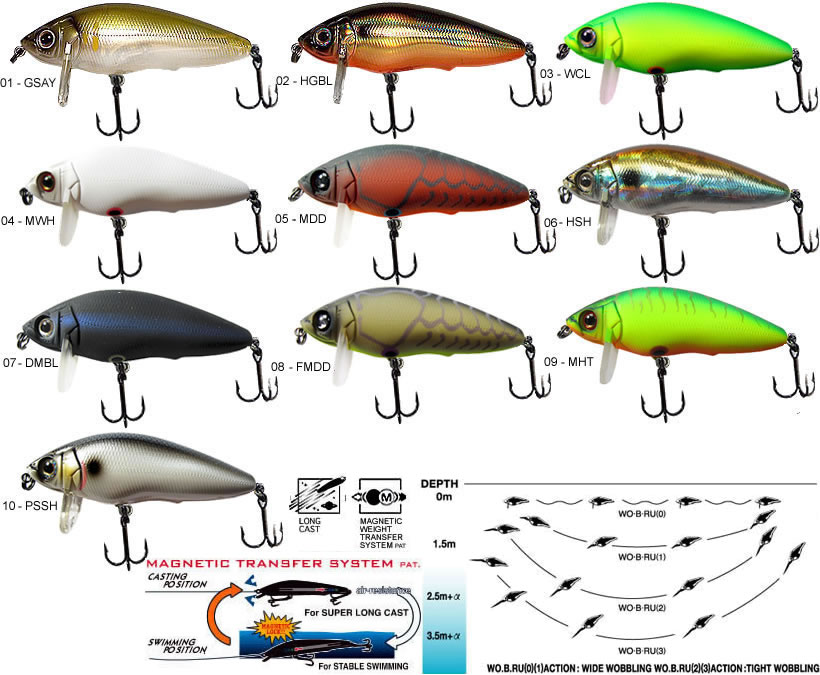 01 - GSAY
02 - HGBL
03 - WCL
04 - MWH
05 - MDD
06 - HSH
07 - DMBL
08 - FMDD
09 - MHT
10 - PSSH
LONG
CAST
M
MAGNETIC
WEIGHT
TRANSFER
SYSTEM PAT
MAGNETIC TRANSFER SYSTEM PAT.
CASTING
POSITION
air-resistance
For SUPER LONG CAST
MAGNETIC
LOCK!
SWIMMING
POSITION
For STABLE SWIMMING
DEPTH
0m
1.5m
2.5m+α
3.5m+α
WO·B·RU(0)
WO·B·RU(1)
WO·B·RU(2)
WO·B·RU(3)
WO.B.RU(0)(1)ACTION : WIDE WOBBLING WO.B.RU(2)(3)ACTION :TIGHT WOBBLING